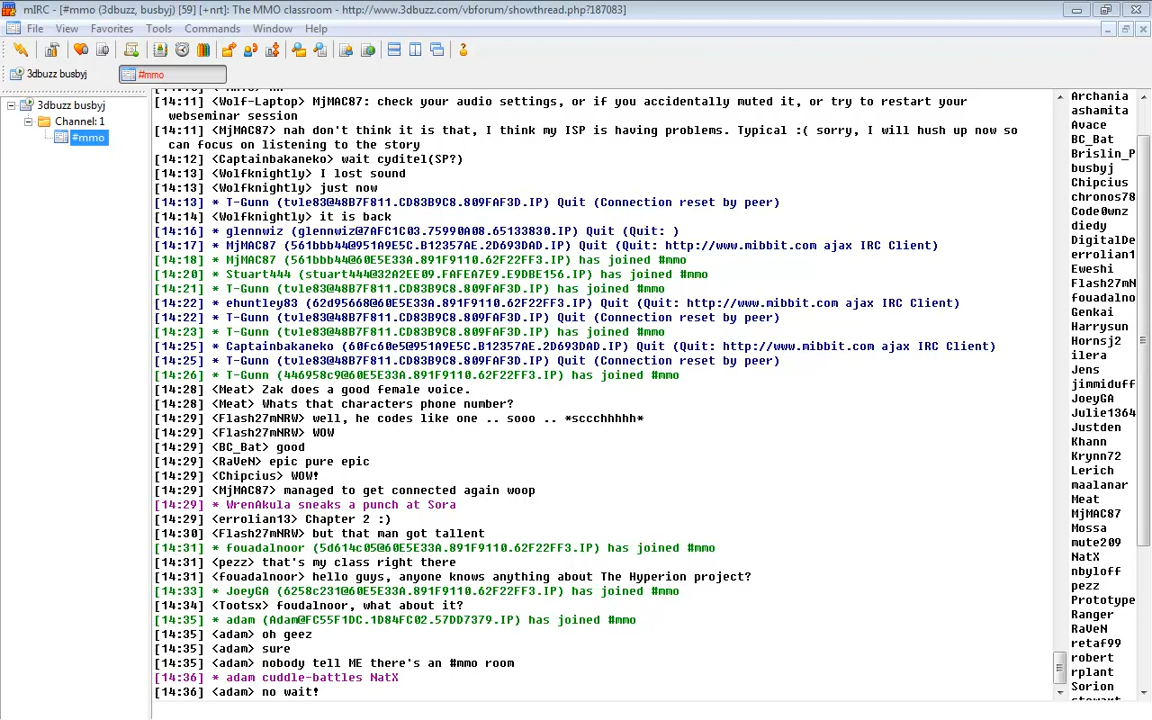 mIRC - [#mmo (3dbuzz, busbyj) [59] [+nrt]: The MMO classroom - http://www.3dbuzz.com/vbforum/showthread.php?187083]
File View Favorites Tools Commands Window Help
3dbuzz busbyj #mmo
3dbuzz busbyj
Channel: 1
#mmo
[14:11] <Wolf-Laptop> MjMAC87: check your audio settings, or if you accidentally muted it, or try to restart your
webseminar session
[14:11] <MjMAC87> nah don't think it is that, I think my ISP is having problems. Typical :( sorry, I will hush up now so
can focus on listening to the story
[14:12] <Captainbakaneko> wait cyditel(SP?)
[14:13] <Wolfknightly> I lost sound
[14:13] <Wolfknightly> just now
[14:13] * T-Gunn (tvle83@48B7F811.CD83B9C8.809FAF3D.IP) Quit (Connection reset by peer)
[14:14] <Wolfknightly> it is back
[14:16] * glennwiz (glennwiz@7AFC1C03.75990A08.65133830.IP) Quit (Quit: )
[14:17] * MjMAC87 (561bbb44@951A9E5C.B12357AE.2D693DAD.IP) Quit (Quit: http://www.mibbit.com ajax IRC Client)
[14:18] * MjMAC87 (561bbb44@60E5E33A.891F9110.62F22FF3.IP) has joined #mmo
[14:20] * Stuart444 (stuart444@32A2EE09.FAFEA7E9.E9DBE156.IP) has joined #mmo
[14:21] * T-Gunn (tvle83@48B7F811.CD83B9C8.809FAF3D.IP) has joined #mmo
[14:22] * ehuntley83 (62d95668@60E5E33A.891F9110.62F22FF3.IP) Quit (Quit: http://www.mibbit.com ajax IRC Client)
[14:22] * T-Gunn (tvle83@48B7F811.CD83B9C8.809FAF3D.IP) Quit (Connection reset by peer)
[14:23] * T-Gunn (tvle83@48B7F811.CD83B9C8.809FAF3D.IP) has joined #mmo
[14:25] * Captainbakaneko (60fc60e5@951A9E5C.B12357AE.2D693DAD.IP) Quit (Quit: http://www.mibbit.com ajax IRC Client)
[14:25] * T-Gunn (tvle83@48B7F811.CD83B9C8.809FAF3D.IP) Quit (Connection reset by peer)
[14:26] * T-Gunn (446958c9@60E5E33A.891F9110.62F22FF3.IP) has joined #mmo
[14:28] <Meat> Zak does a good female voice.
[14:28] <Meat> Whats that characters phone number?
[14:29] <Flash27mNRW> well, he codes like one .. sooo .. *sccchhhhh*
[14:29] <Flash27mNRW> WOW
[14:29] <BC_Bat> good
[14:29] <RaVeN> epic pure epic
[14:29] <Chipcius> WOW!
[14:29] <MjMAC87> managed to get connected again woop
[14:29] * WrenAkula sneaks a punch at Sora
[14:29] <errolian13> Chapter 2 :)
[14:30] <Flash27mNRW> but that man got tallent
[14:31] * fouadalnoor (5d614c05@60E5E33A.891F9110.62F22FF3.IP) has joined #mmo
[14:31] <pezz> that's my class right there
[14:31] <fouadalnoor> hello guys, anyone knows anything about The Hyperion project?
[14:33] * JoeyGA (6258c231@60E5E33A.891F9110.62F22FF3.IP) has joined #mmo
[14:34] <Tootsx> foudalnoor, what about it?
[14:35] * adam (Adam@FC55F1DC.1D84FC02.57DD7379.IP) has joined #mmo
[14:35] <adam> oh geez
[14:35] <adam> sure
[14:35] <adam> nobody tell ME there's an #mmo room
[14:36] * adam cuddle-battles NatX
[14:36] <adam> no wait!
Archania
ashamita
Avace
BC_Bat
Brislin_P
busbyj
Chipcius
chronos78
Code0wnz
diedy
DigitalDe
errolian1
Eweshi
Flash27mN
fouadalno
Genkai
Harrysun
Hornsj2
ilera
Jens
jimmiduff
JoeyGA
Julie1364
Justden
Khann
Krynn72
Lerich
maalanar
Meat
MjMAC87
Mossa
mute209
NatX
nbyloff
pezz
Prototype
Ranger
RaVeN
retaf99
robert
rplant
Sorion